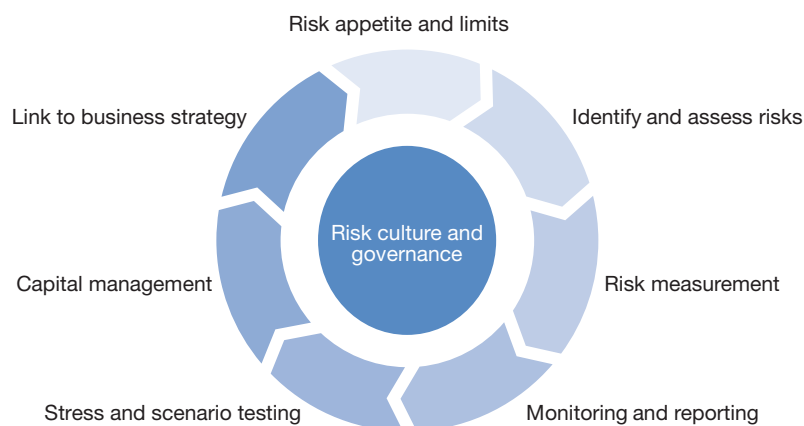 Risk appetite and limits
Link to business strategy
Identify and assess risks
Risk culture and
governance
Capital management
Risk measurement
Stress and scenario testing
Monitoring and reporting